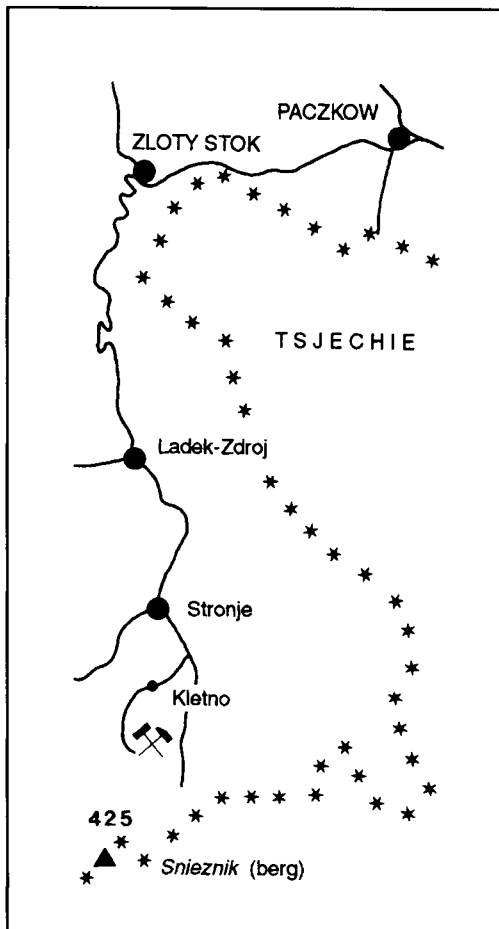 PACZKOW
ZLOTY STOK
TSJECHIE
Ladek-Zdroj
Stronje
Kletno
425
Snieznik (berg)